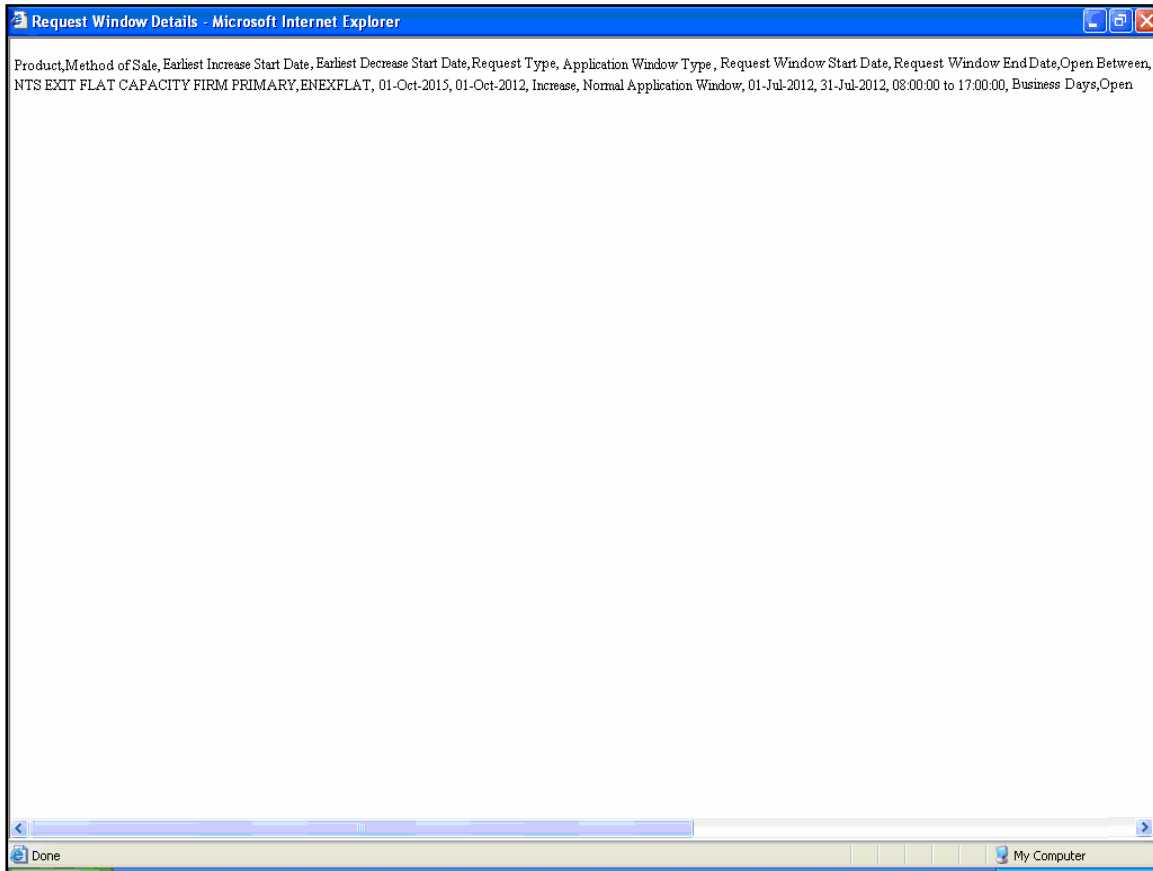 Request Window Details - Microsoft Internet Explorer
Product,Method of Sale, Earliest Increase Start Date, Earliest Decrease Start Date,Request Type, Application Window Type , Request Window Start Date, Request Window End Date,Open Between,
NTS EXIT FLAT CAPACITY FIRM PRIMARY,ENEXFLAT, 01-Oct-2015, 01-Oct-2012, Increase, Normal Application Window, 01-Jul-2012, 31-Jul-2012, 08:00:00 to 17:00:00, Business Days,Open
Done
My Computer